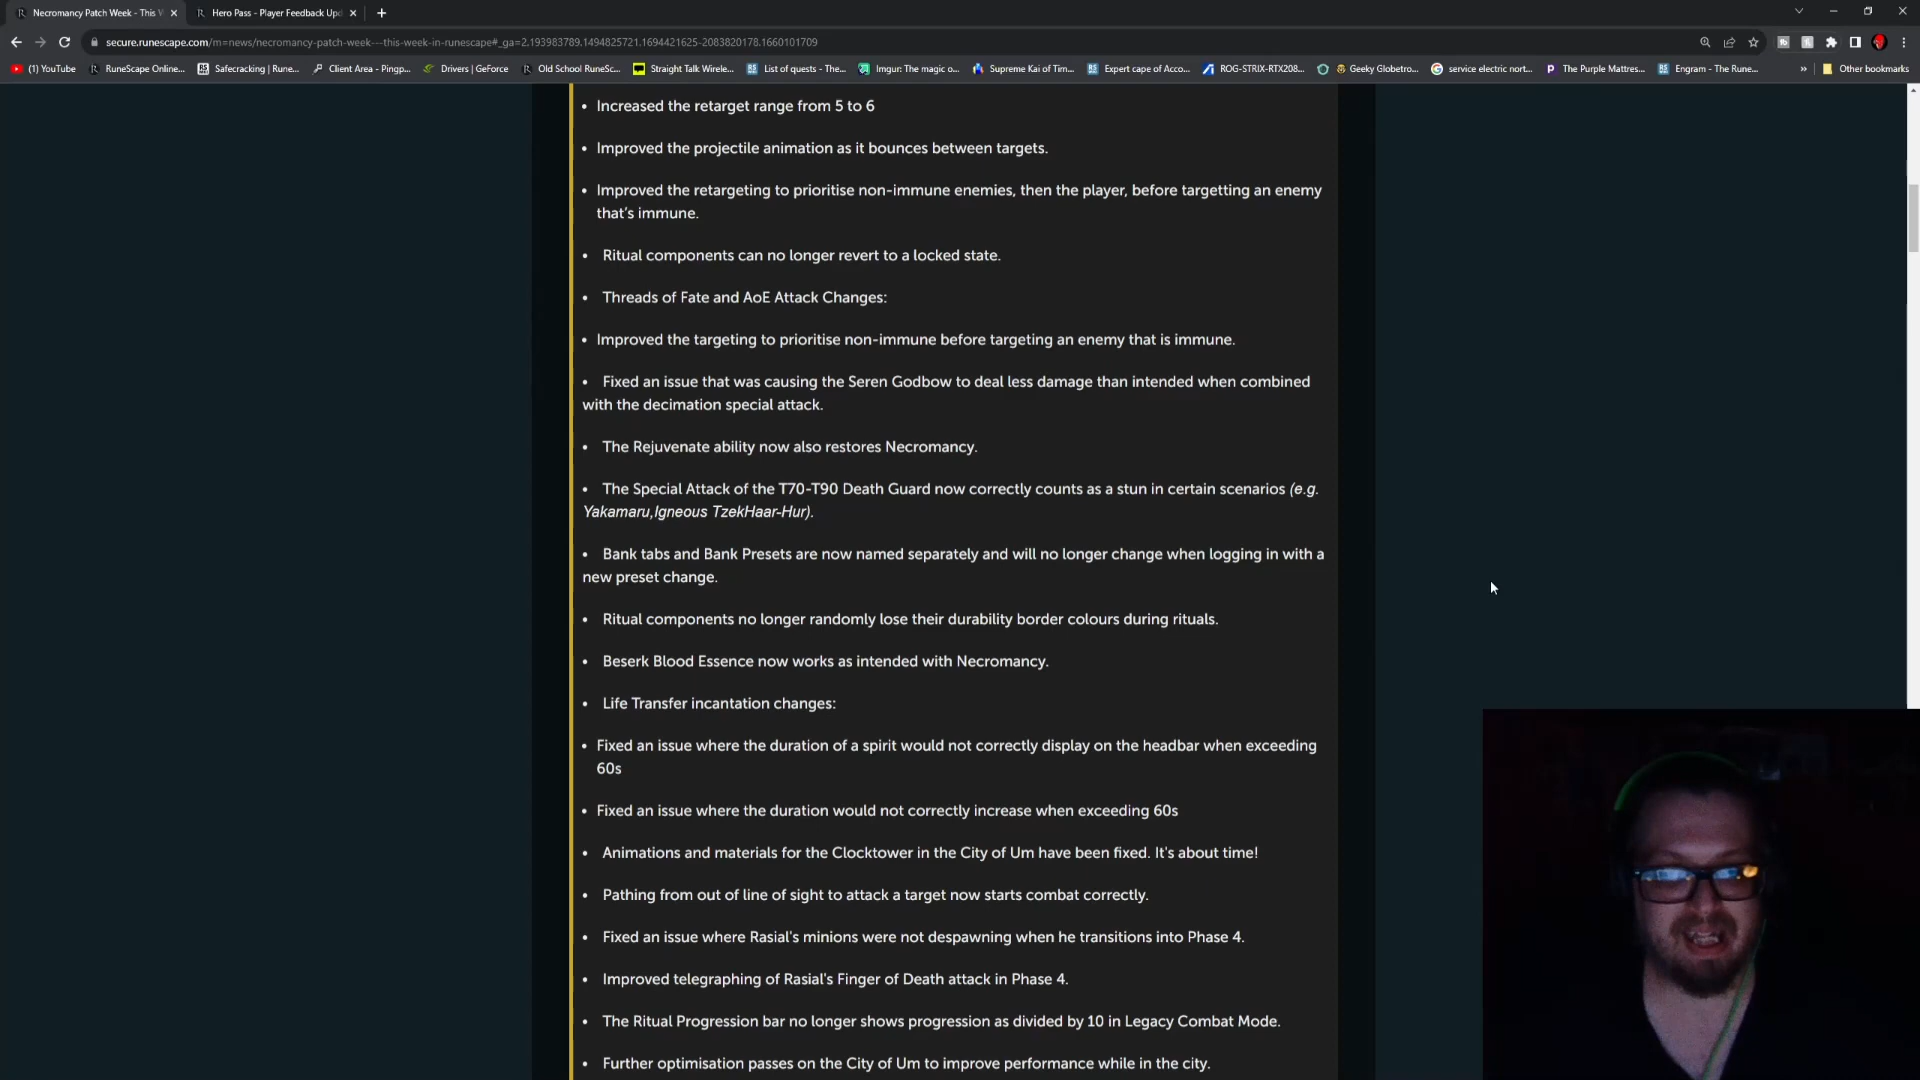 Necromancy Patch Week - This W
Hero Pass - Player Feedback Upd
secure.runescape.com/m=news/necromancy-patch-week---this-week-in-runescape#_ga=2.193983789.1494825721.1694421625-2083820178.1660101709
(1) YouTube
RuneScape Online...
Safecracking | Rune...
Client Area - Pingp...
Drivers | GeForce
Old School RuneSc...
Straight Talk Wirele...
List of quests - The...
Imgur: The magic o...
Supreme Kai of Tim...
Expert cape of Acco...
ROG-STRIX-RTX208...
Geeky Globetro...
service electric nort...
The Purple Mattres...
Engram - The Rune...
»
Other bookmarks
• Increased the retarget range from 5 to 6
• Improved the projectile animation as it bounces between targets.
• Improved the retargeting to prioritise non-immune enemies, then the player, before targetting an enemy
that's immune.
• Ritual components can no longer revert to a locked state.
• Threads of Fate and AoE Attack Changes:
• Improved the targeting to prioritise non-immune before targeting an enemy that is immune.
• Fixed an issue that was causing the Seren Godbow to deal less damage than intended when combined
with the decimation special attack.
• The Rejuvenate ability now also restores Necromancy.
• The Special Attack of the T70-T90 Death Guard now correctly counts as a stun in certain scenarios (e.g.
Yakamaru,Igneous TzekHaar-Hur).
• Bank tabs and Bank Presets are now named separately and will no longer change when logging in with a
new preset change.
• Ritual components no longer randomly lose their durability border colours during rituals.
• Beserk Blood Essence now works as intended with Necromancy.
• Life Transfer incantation changes:
• Fixed an issue where the duration of a spirit would not correctly display on the headbar when exceeding
60s
• Fixed an issue where the duration would not correctly increase when exceeding 60s
• Animations and materials for the Clocktower in the City of Um have been fixed. It's about time!
• Pathing from out of line of sight to attack a target now starts combat correctly.
• Fixed an issue where Rasial's minions were not despawning when he transitions into Phase 4.
• Improved telegraphing of Rasial's Finger of Death attack in Phase 4.
• The Ritual Progression bar no longer shows progression as divided by 10 in Legacy Combat Mode.
• Further optimisation passes on the City of Um to improve performance while in the city.